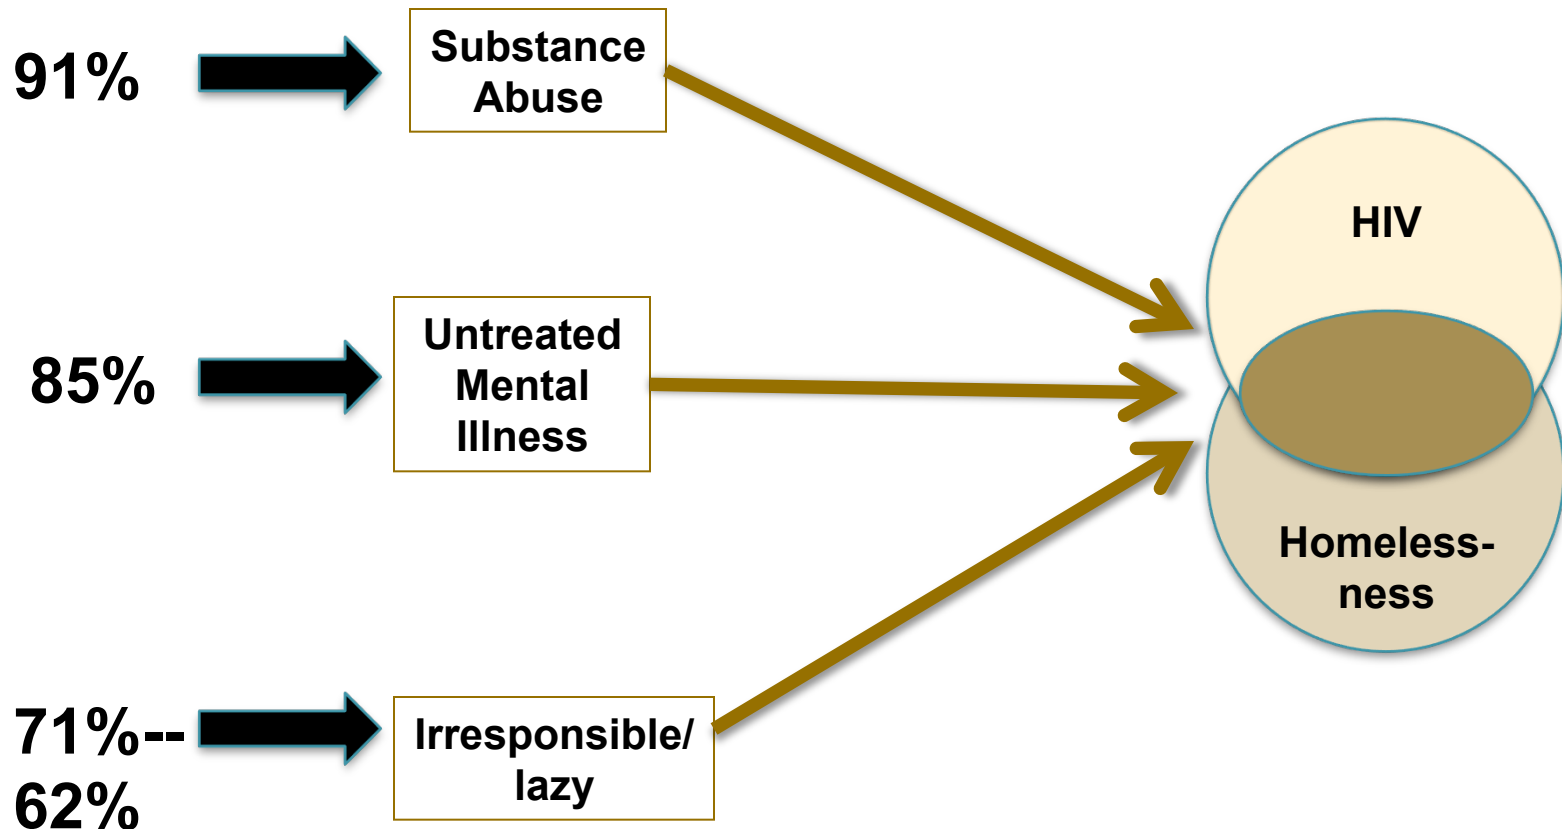 91%
Substance
Abuse
HIV
85%
Untreated
Mental
Illness
Homeless-
ness
71%--
62%
Irresponsible/
lazy